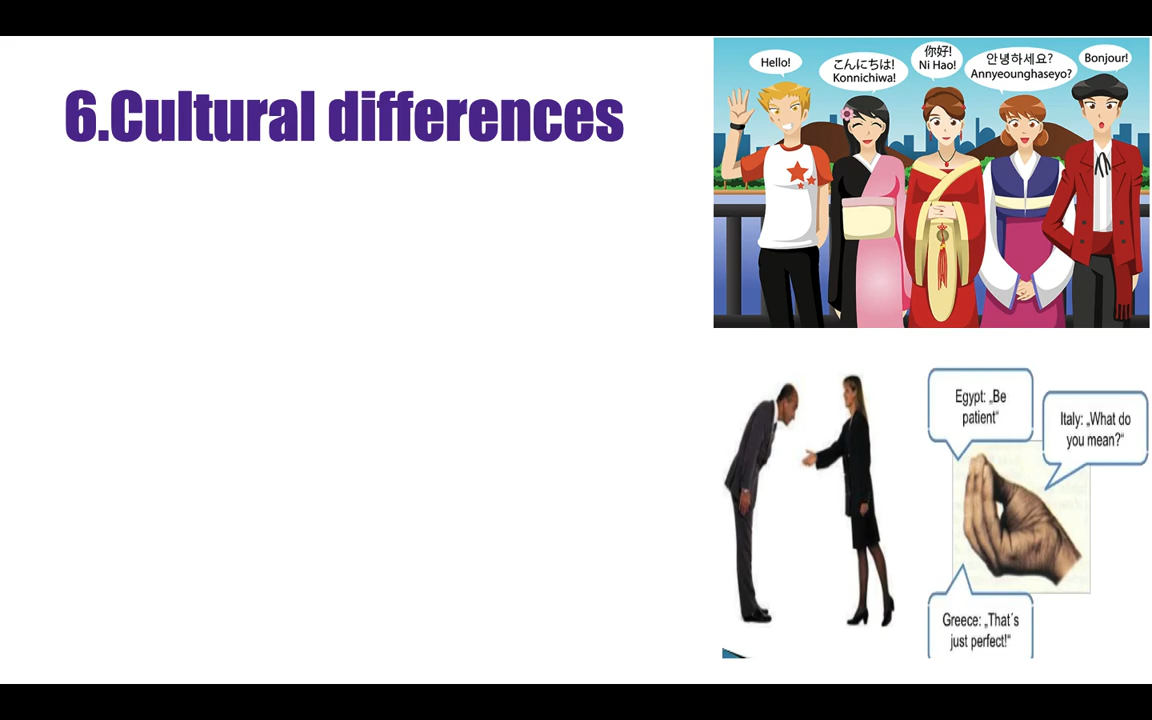 6.Cultural differences
Hello!
こんにちは!
Konnichiwa!
你好!
Ni Hao!
안녕하세요?
Annyeounghaseyo?
Bonjour!
Egypt: „Be
patient“
Italy: „What do
you mean?“
Greece: „That´s
just perfect!“